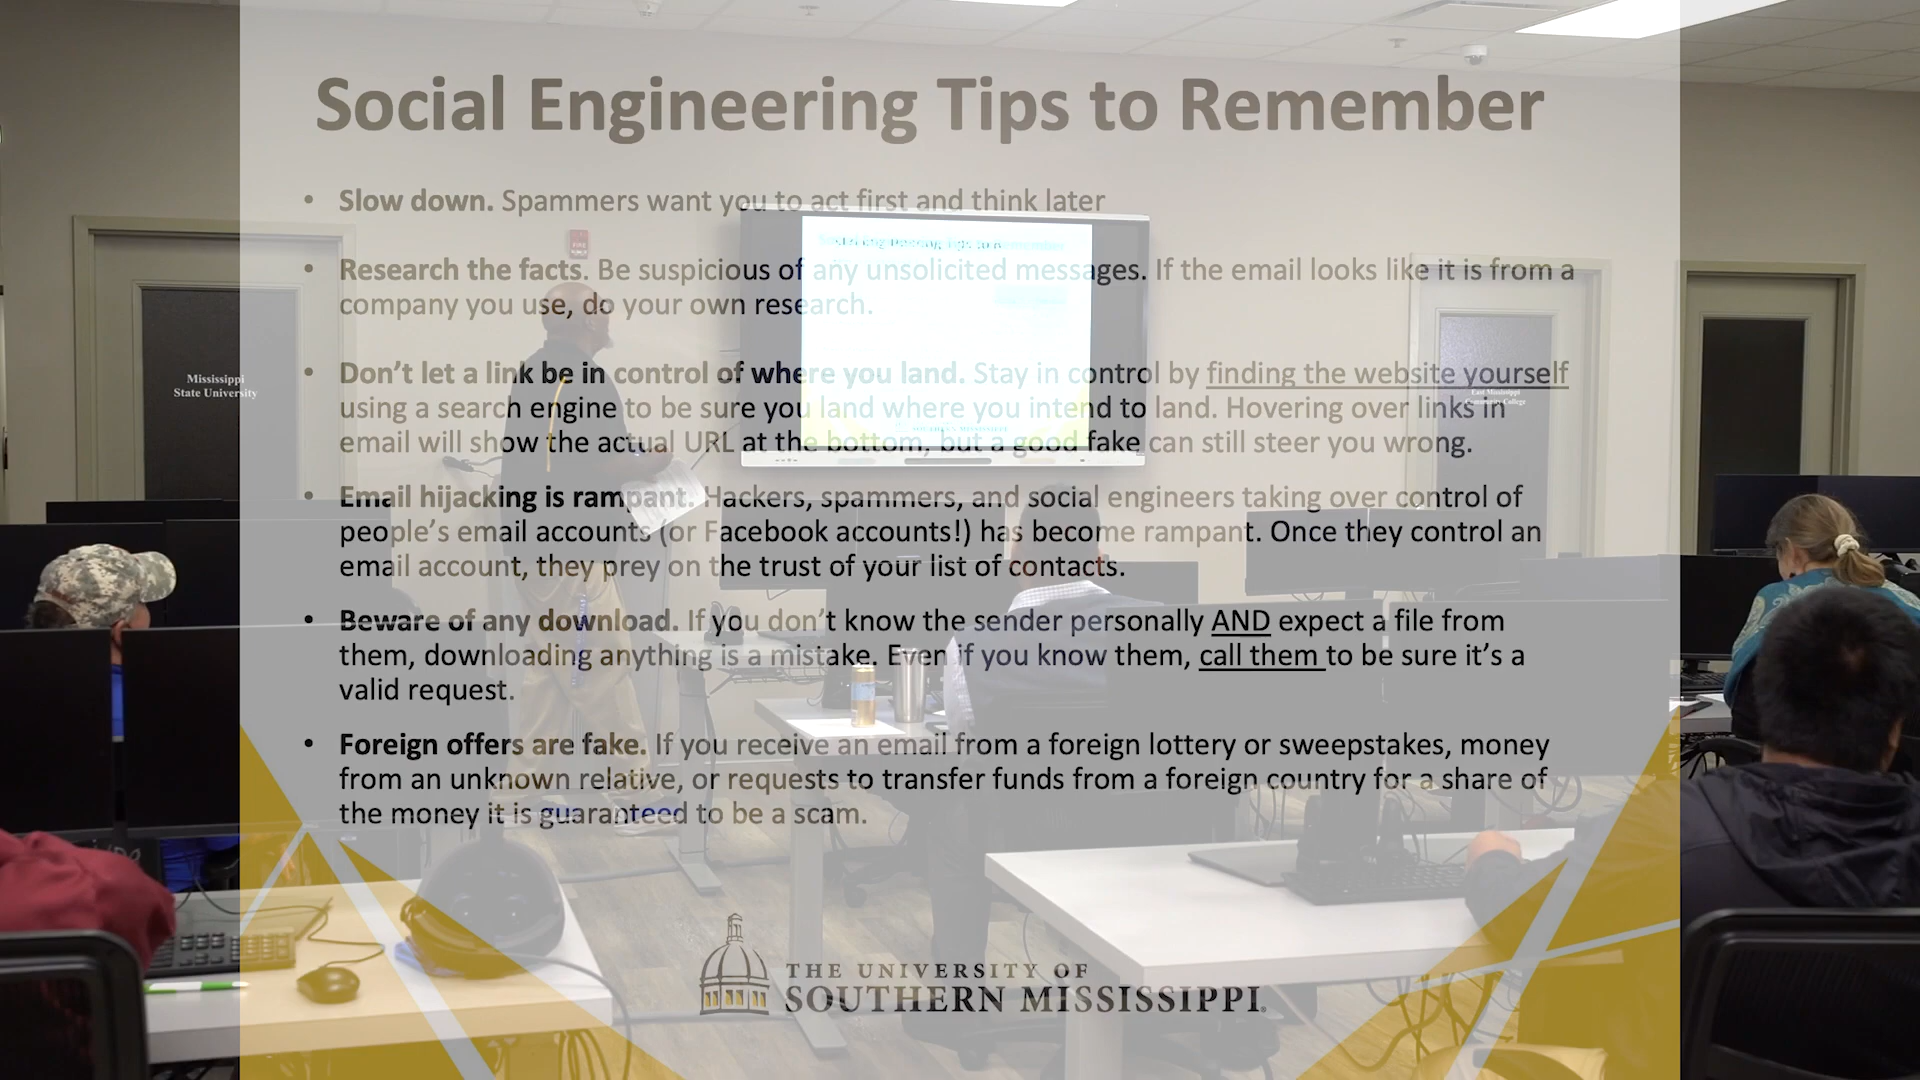 Social Engineering Tips to Remember
• Slow down. Spammers want you to act first and think later
• Research the facts. Be suspicious of any unsolicited messages. If the email looks like it is from a
company you use, do your own research.
• Don’t let a link be in control of where you land. Stay in control by finding the website yourself
using a search engine to be sure you land where you intend to land. Hovering over links in
email will show the actual URL at the bottom, but a good fake can still steer you wrong.
• Email hijacking is rampant. Hackers, spammers, and social engineers taking over control of
people’s email accounts (or Facebook accounts!) has become rampant. Once they control an
email account, they prey on the trust of your list of contacts.
• Beware of any download. If you don’t know the sender personally AND expect a file from
them, downloading anything is a mistake. Even if you know them, call them to be sure it’s a
valid request.
• Foreign offers are fake. If you receive an email from a foreign lottery or sweepstakes, money
from an unknown relative, or requests to transfer funds from a foreign country for a share of
the money it is guaranteed to be a scam.
THE UNIVERSITY OF
SOUTHERN MISSISSIPPI.
Mississippi
State University
East Mississippi
Community College
FIRE